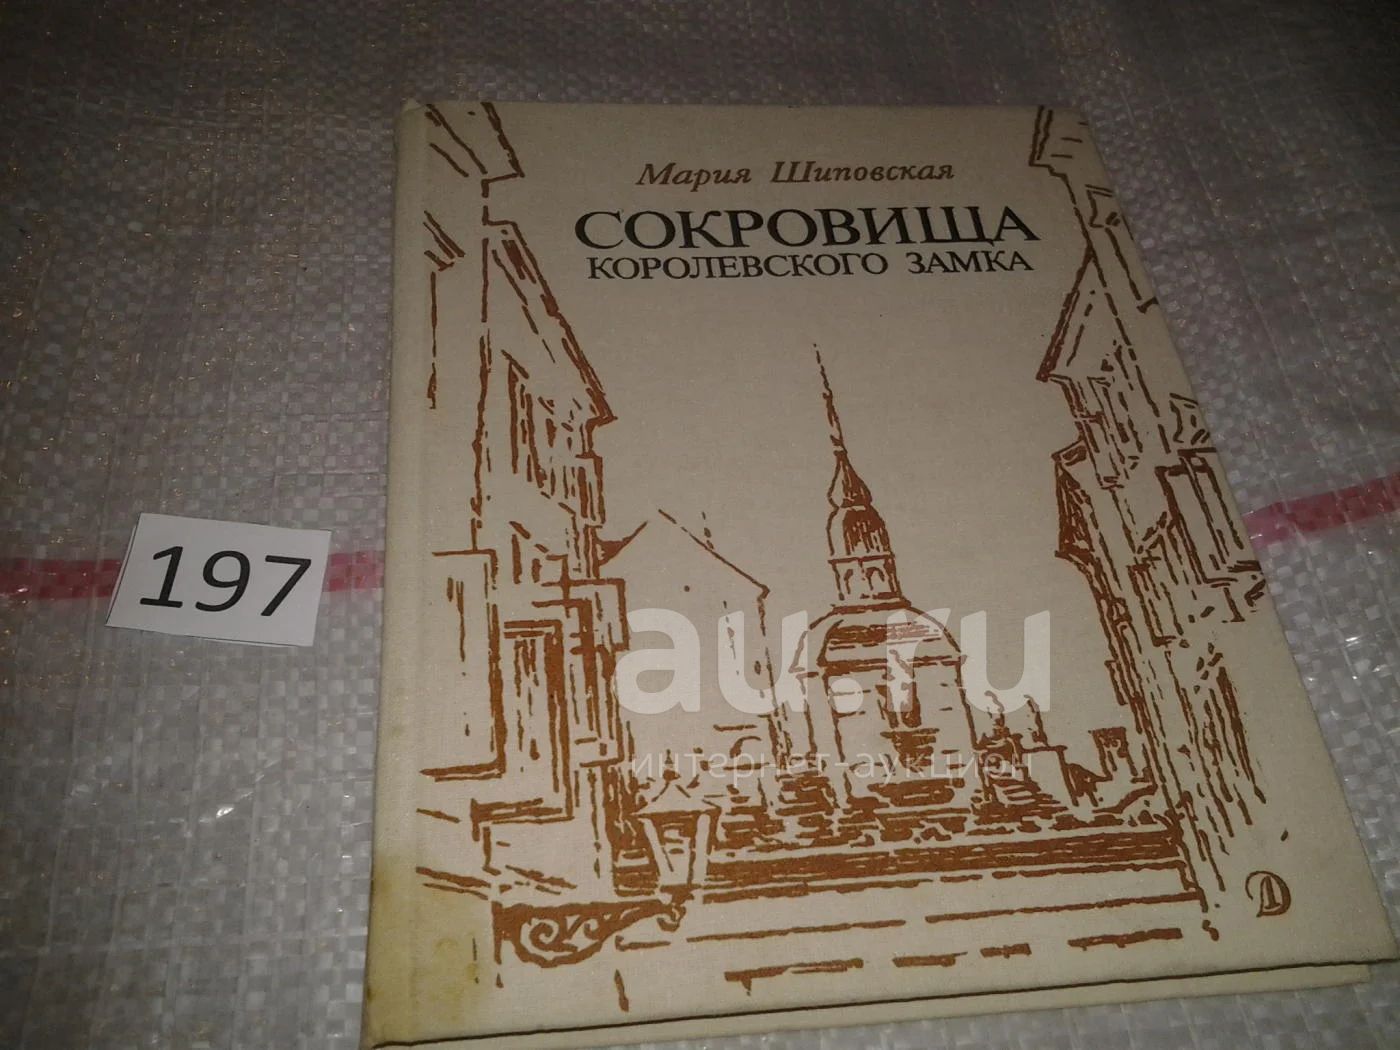 Мария Шиповская
СОКРОВИЩА
КОРОЛЕВСКОГО ЗАМКА
197
au.ru
интернет-аукцион
Д